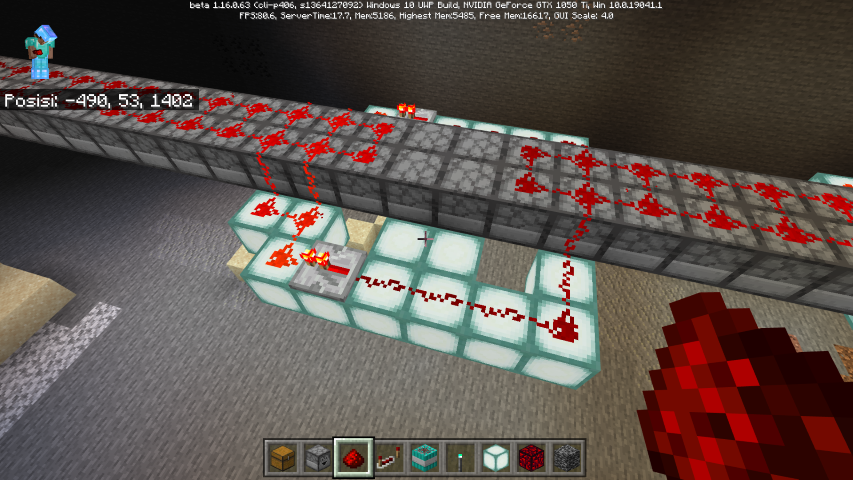 beta 1.16.0.63 (cli-p406, s1364127092) Windows 10 UWP Build, NVIDIA GeForce GTX 1050 Ti, Win 10.0.19041.1
FPS:80.6, ServerTime:17.7, Mem:5186, Highest Mem:5485, Free Mem:16617, GUI Scale: 4.0
Posisi: -490, 53, 1402